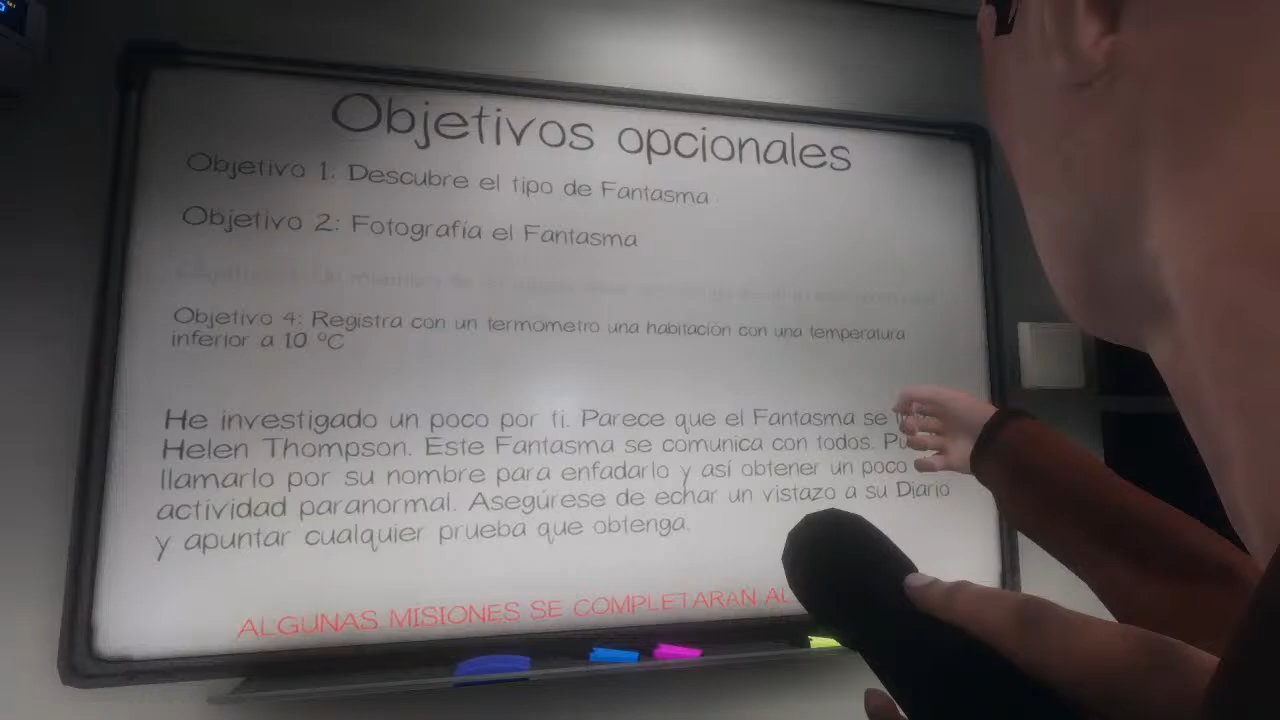 Objetivos opcionales
Objetivo 1: Descubre el tipo de Fantasma
Objetivo 2: Fotografía el Fantasma
Objetivo 4: Registra con un termometro una habitación con una temperatura
inferior a 10 ºC
He investigado un poco por ti. Parece que el Fantasma se
Helen Thompson. Este Fantasma se comunica con todos.
llamarlo por su nombre para enfadarlo y así obtener un poco
actividad paranormal. Asegúrese de echar un vistazo a su Diario
y apuntar cualquier prueba que obtenga.
ALGUNAS MISIONES SE COMPLETARAN AL